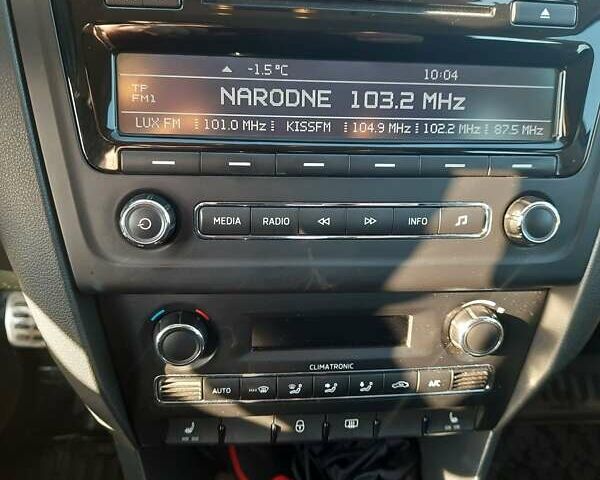 -1.5°C 10:04
TP
FM1 NARODNE 103.2 MHz
LUX FM 101.0 MHz KISSFM 104.9 MHz 102.2 MHz 87.5 MHz
MEDIA RADIO INFO
CLIMATRONIC
AUTO MAX A/C